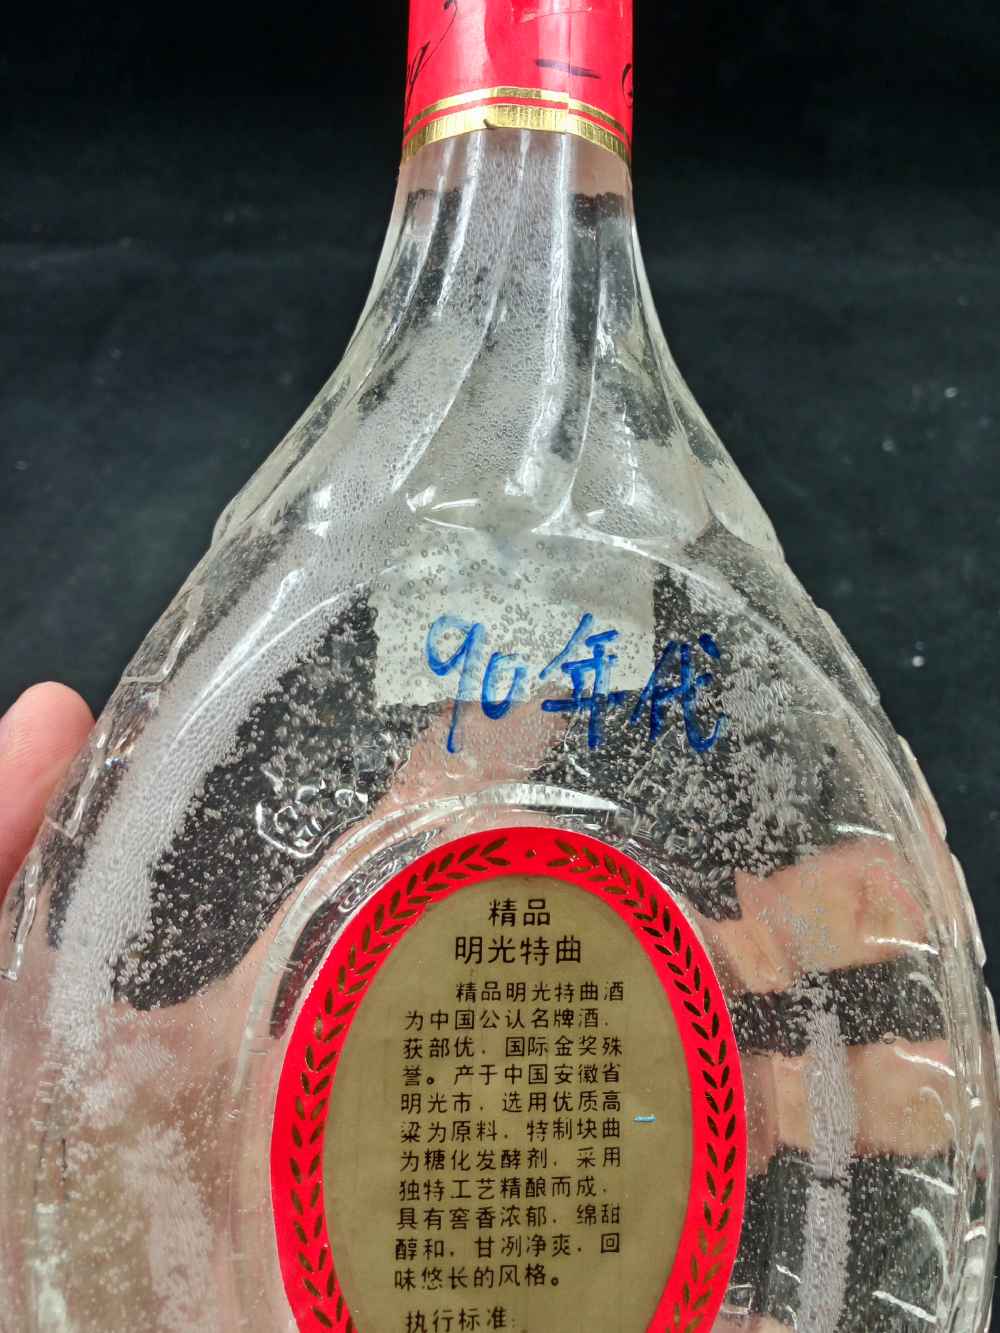 90年代
精品
明光特曲
精品明光特曲酒
为中国公认名牌酒，
获部优，国际金奖殊
誉。产于中国安徽省
明光市，选用优质高
粱为原料，特制块曲
为糖化发酵剂，采用
独特工艺精酿而成，
具有窖香浓郁，绵甜
醇和，甘冽净爽，回
味悠长的风格。
执行标准：